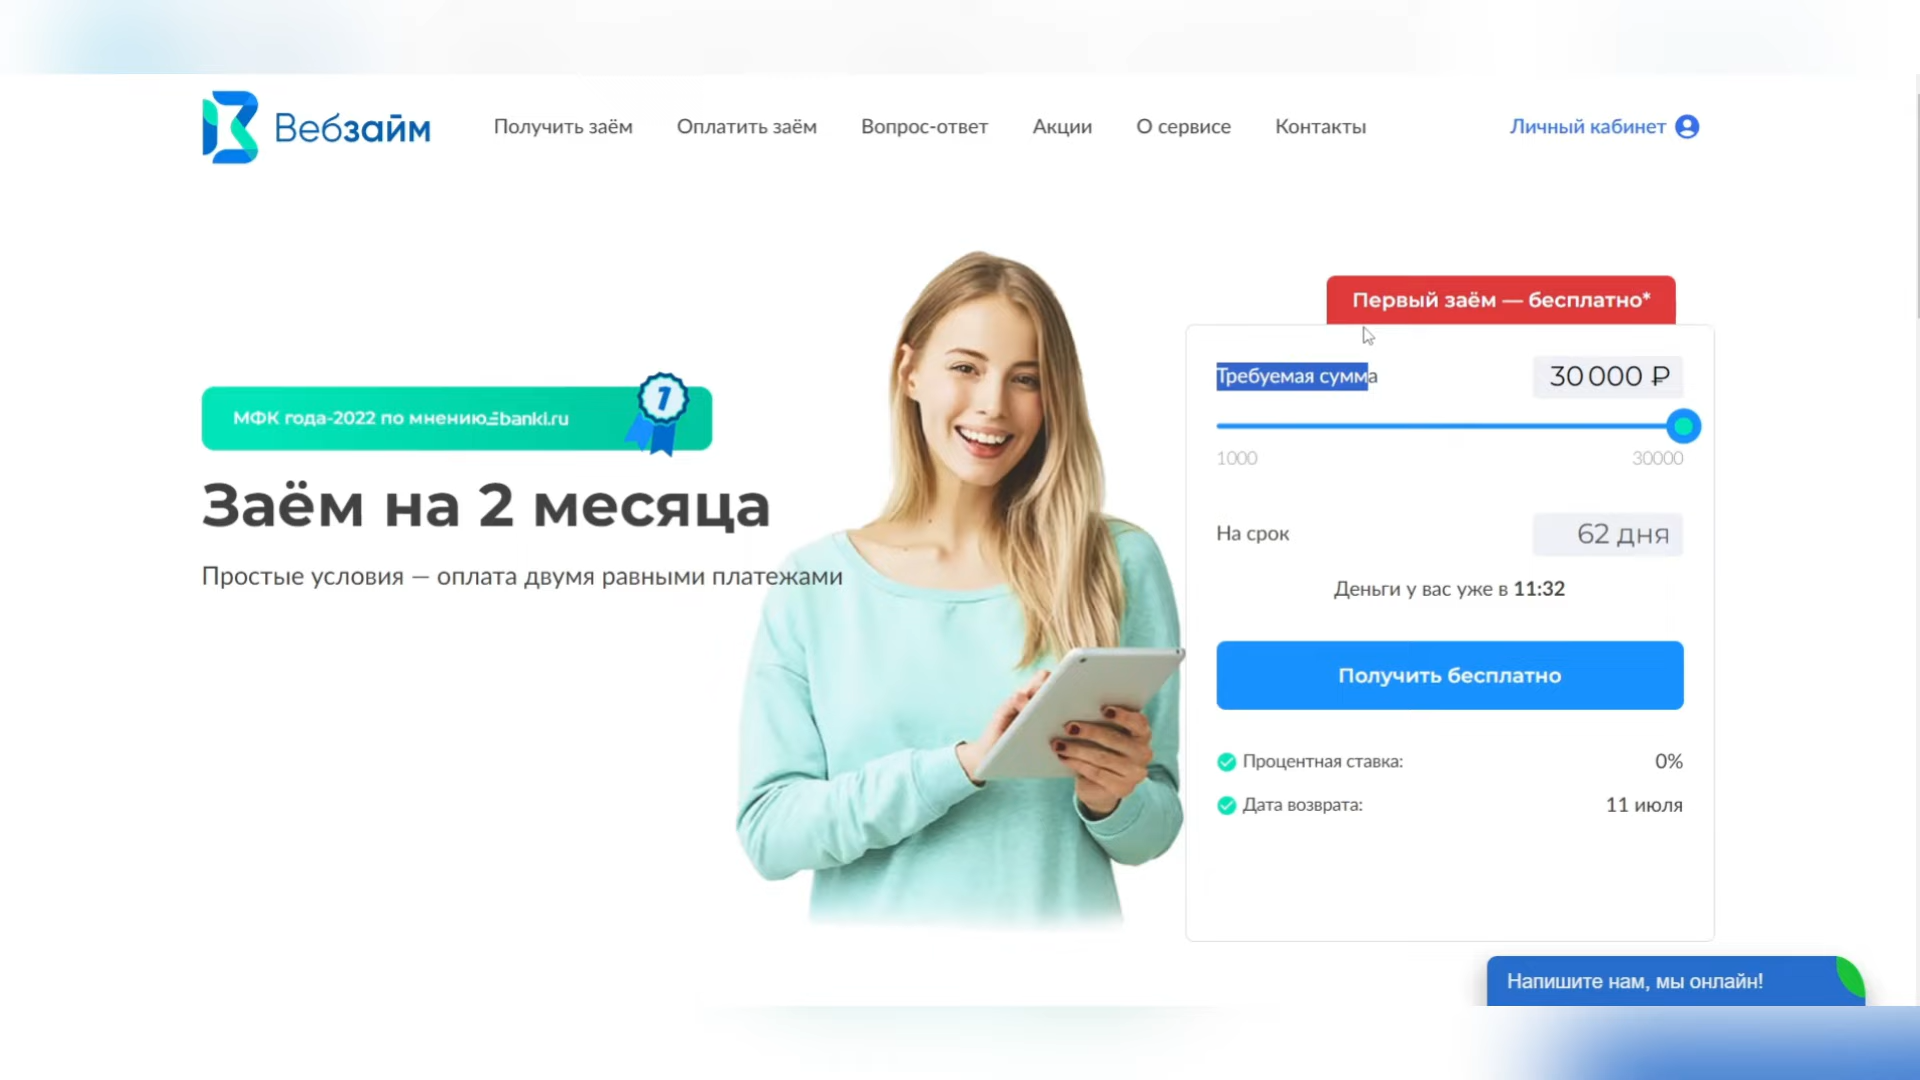 Вебзайм
Получить заём
Оплатить заём
Вопрос-ответ
Акции
О сервисе
Контакты
Личный кабинет
МФК года-2022 по мнению banki.ru
1
Заём на 2 месяца
Простые условия — оплата двумя равными платежами
Первый заём — бесплатно*
Требуемая сумма
30 000 ₽
1000
30000
На срок
62 дня
Деньги у вас уже в 11:32
Получить бесплатно
Процентная ставка:
0%
Дата возврата:
11 июля
Напишите нам, мы онлайн!